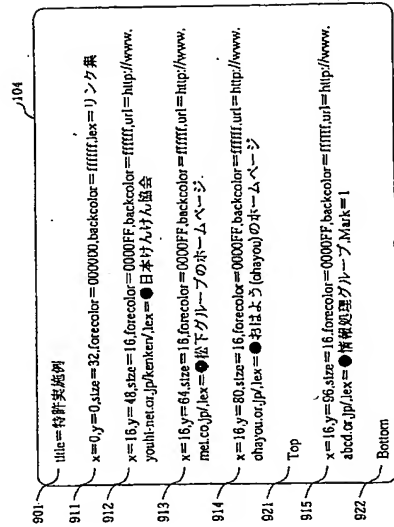 104
901 title=特許実施例
911 x=0,y=0,size=32,forecolor=000000,backcolor=ffffff,lex=リンク集
912 x=16,y=48,size=16,forecolor=0000FF,backcolor=ffffff,url=http://www.
youhi-net.or.jp/kenken/,lex=●日本けんけん協会
913 x=16,y=64,size=16,forecolor=0000FF,backcolor=ffffff,url=http://www.
mei.co.jp/,lex=●松下グループのホームページ
914 x=16,y=80,size=16,forecolor=0000FF,backcolor=ffffff,url=http://www.
ohayou.or.jp/,lex=●おはよう(ohayou)のホームページ
921 Top
915 x=16,y=96,size=16,forecolor=0000FF,backcolor=ffffff,url=http://www.
abcd.or.jp/,lex=●情報処理グループ,Mark=1
922 Bottom